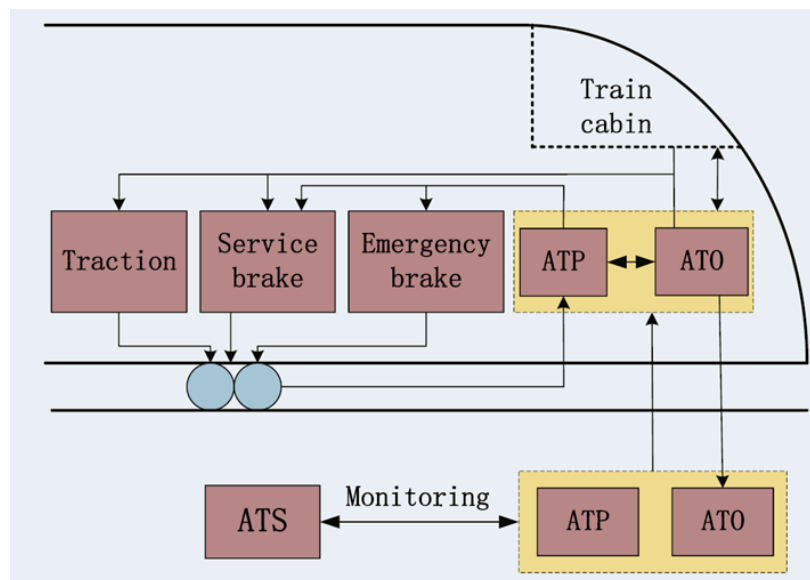 Train
cabin
Traction
Service
brake
Emergency
brake
ATP
ATO
ATS
Monitoring
ATP
ATO